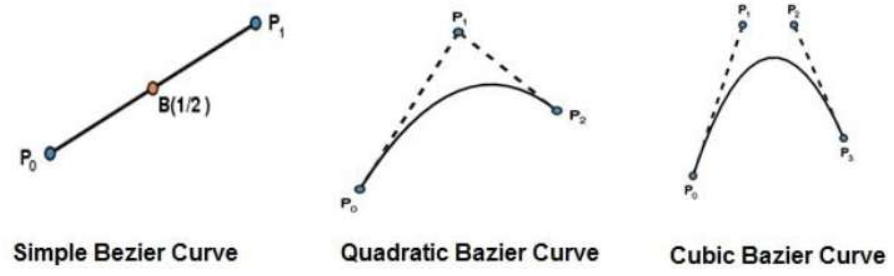 P₀
B(1/2 )
P₁
P₀
P₁
P₂
P₀
P₁
P₂
P₃
Simple Bezier Curve
Quadratic Bazier Curve
Cubic Bazier Curve